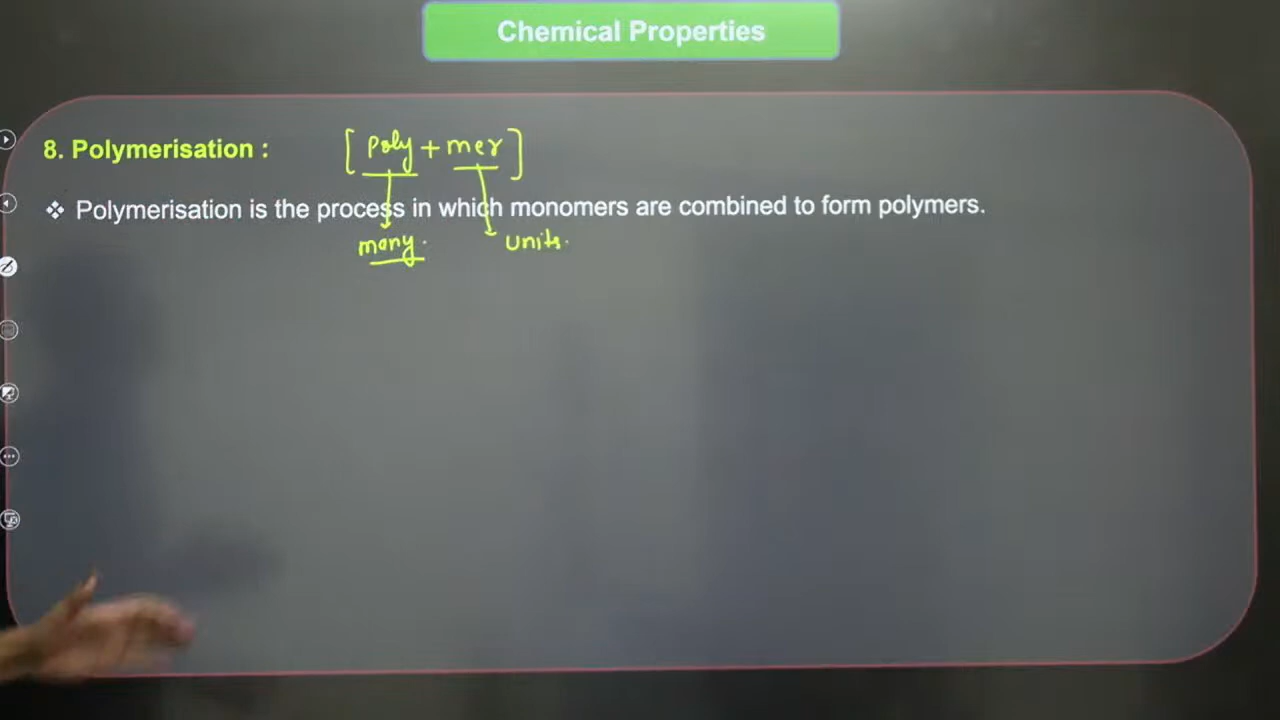 Chemical Properties
8. Polymerisation : [Poly + mer]
❖ Polymerisation is the process in which monomers are combined to form polymers.
many. units.